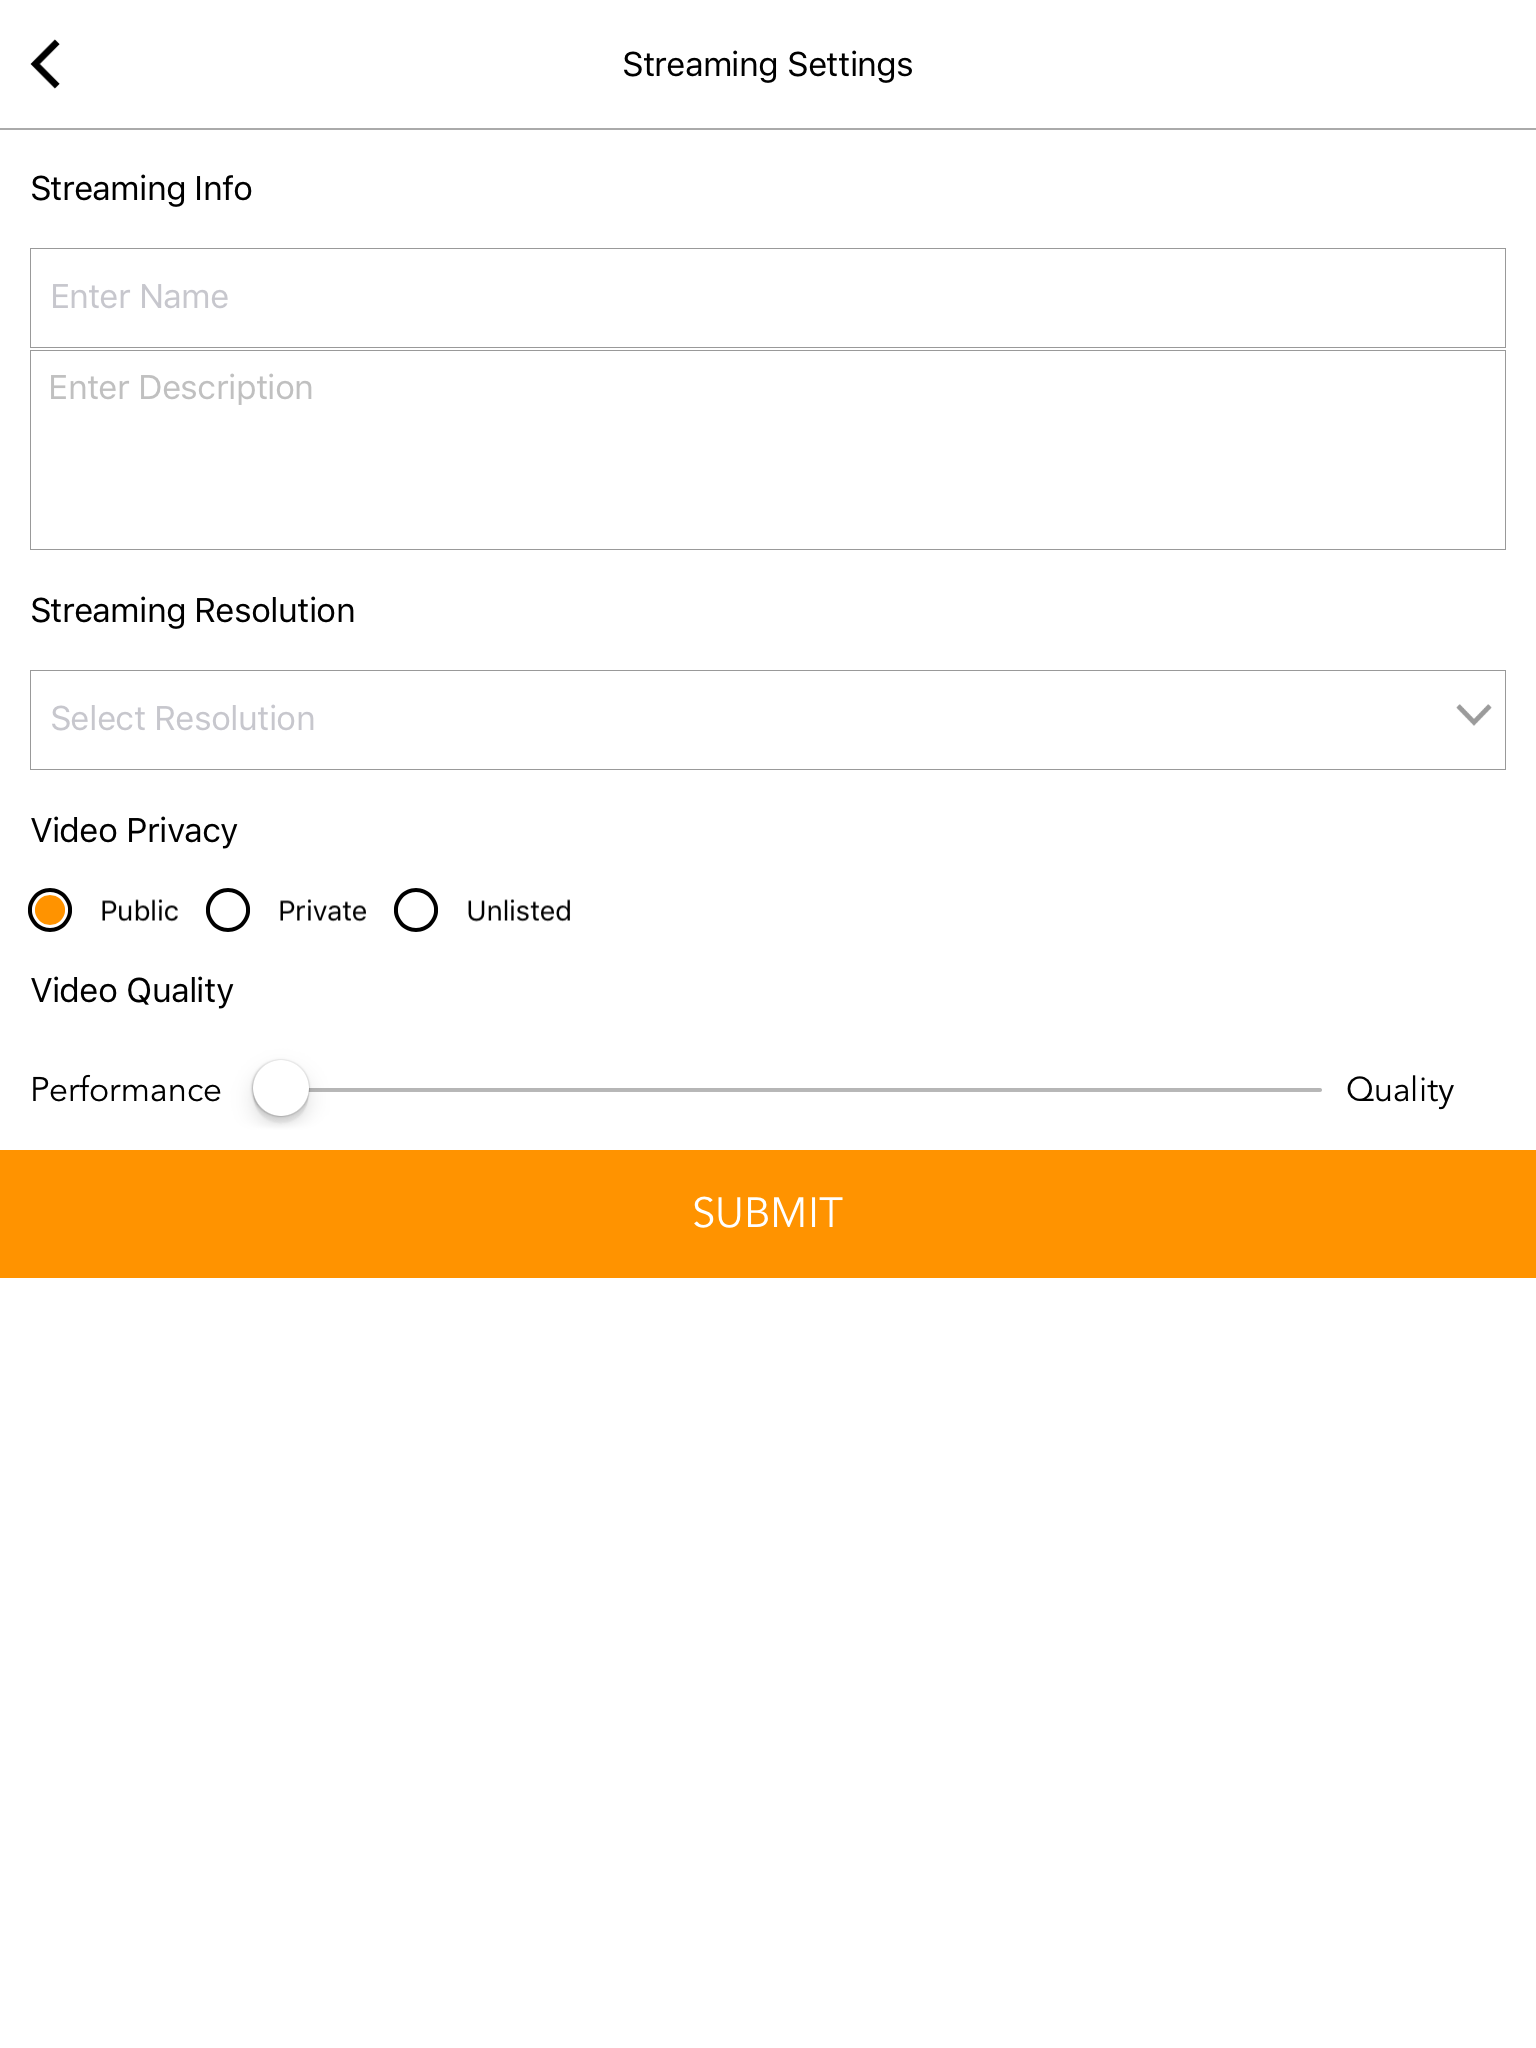 Streaming Settings
Streaming Info
Enter Name
Enter Description
Streaming Resolution
Select Resolution
Video Privacy
Public Private Unlisted
Video Quality
Performance Quality
SUBMIT